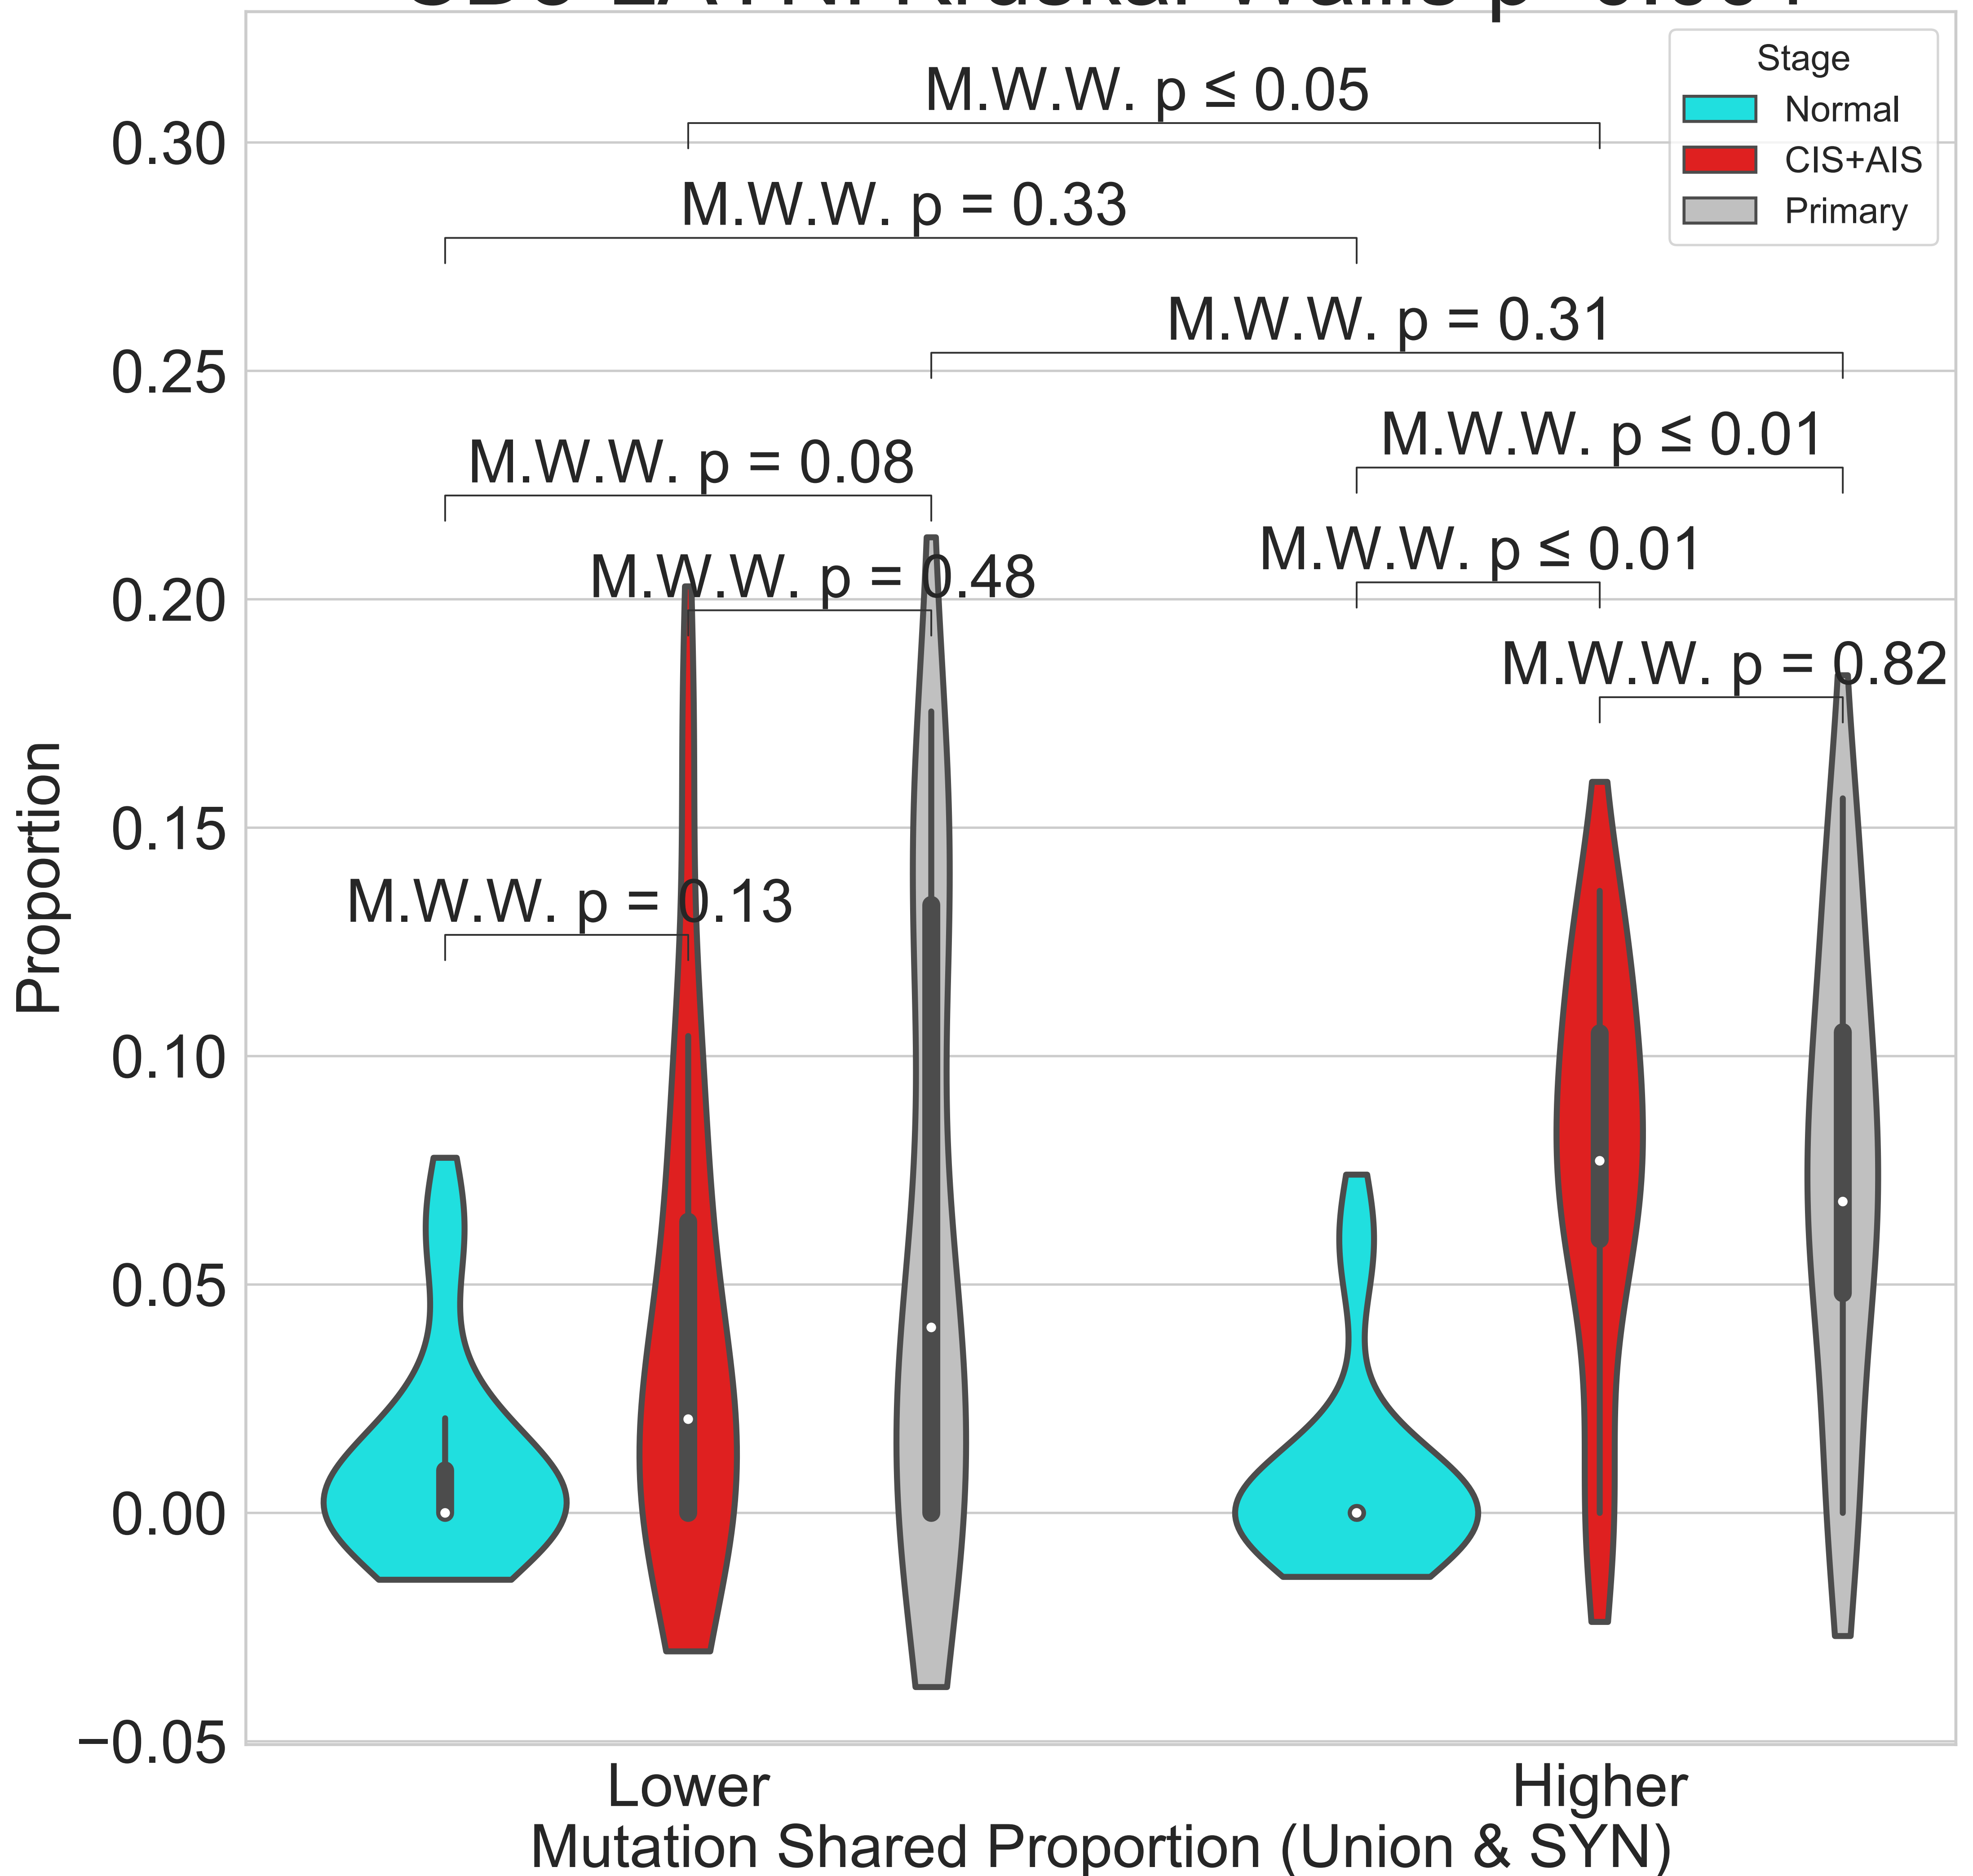 Stage
Normal
CIS+AIS
Primary
M.W.W. p ≤ 0.05
M.W.W. p = 0.33
M.W.W. p = 0.31
M.W.W. p ≤ 0.01
M.W.W. p = 0.08
M.W.W. p ≤ 0.01
M.W.W. p = 0.48
M.W.W. p = 0.82
M.W.W. p = 0.13
0.30
0.25
0.20
0.15
0.10
0.05
0.00
−0.05
Proportion
Lower
Higher
Mutation Shared Proportion (Union & SYN)